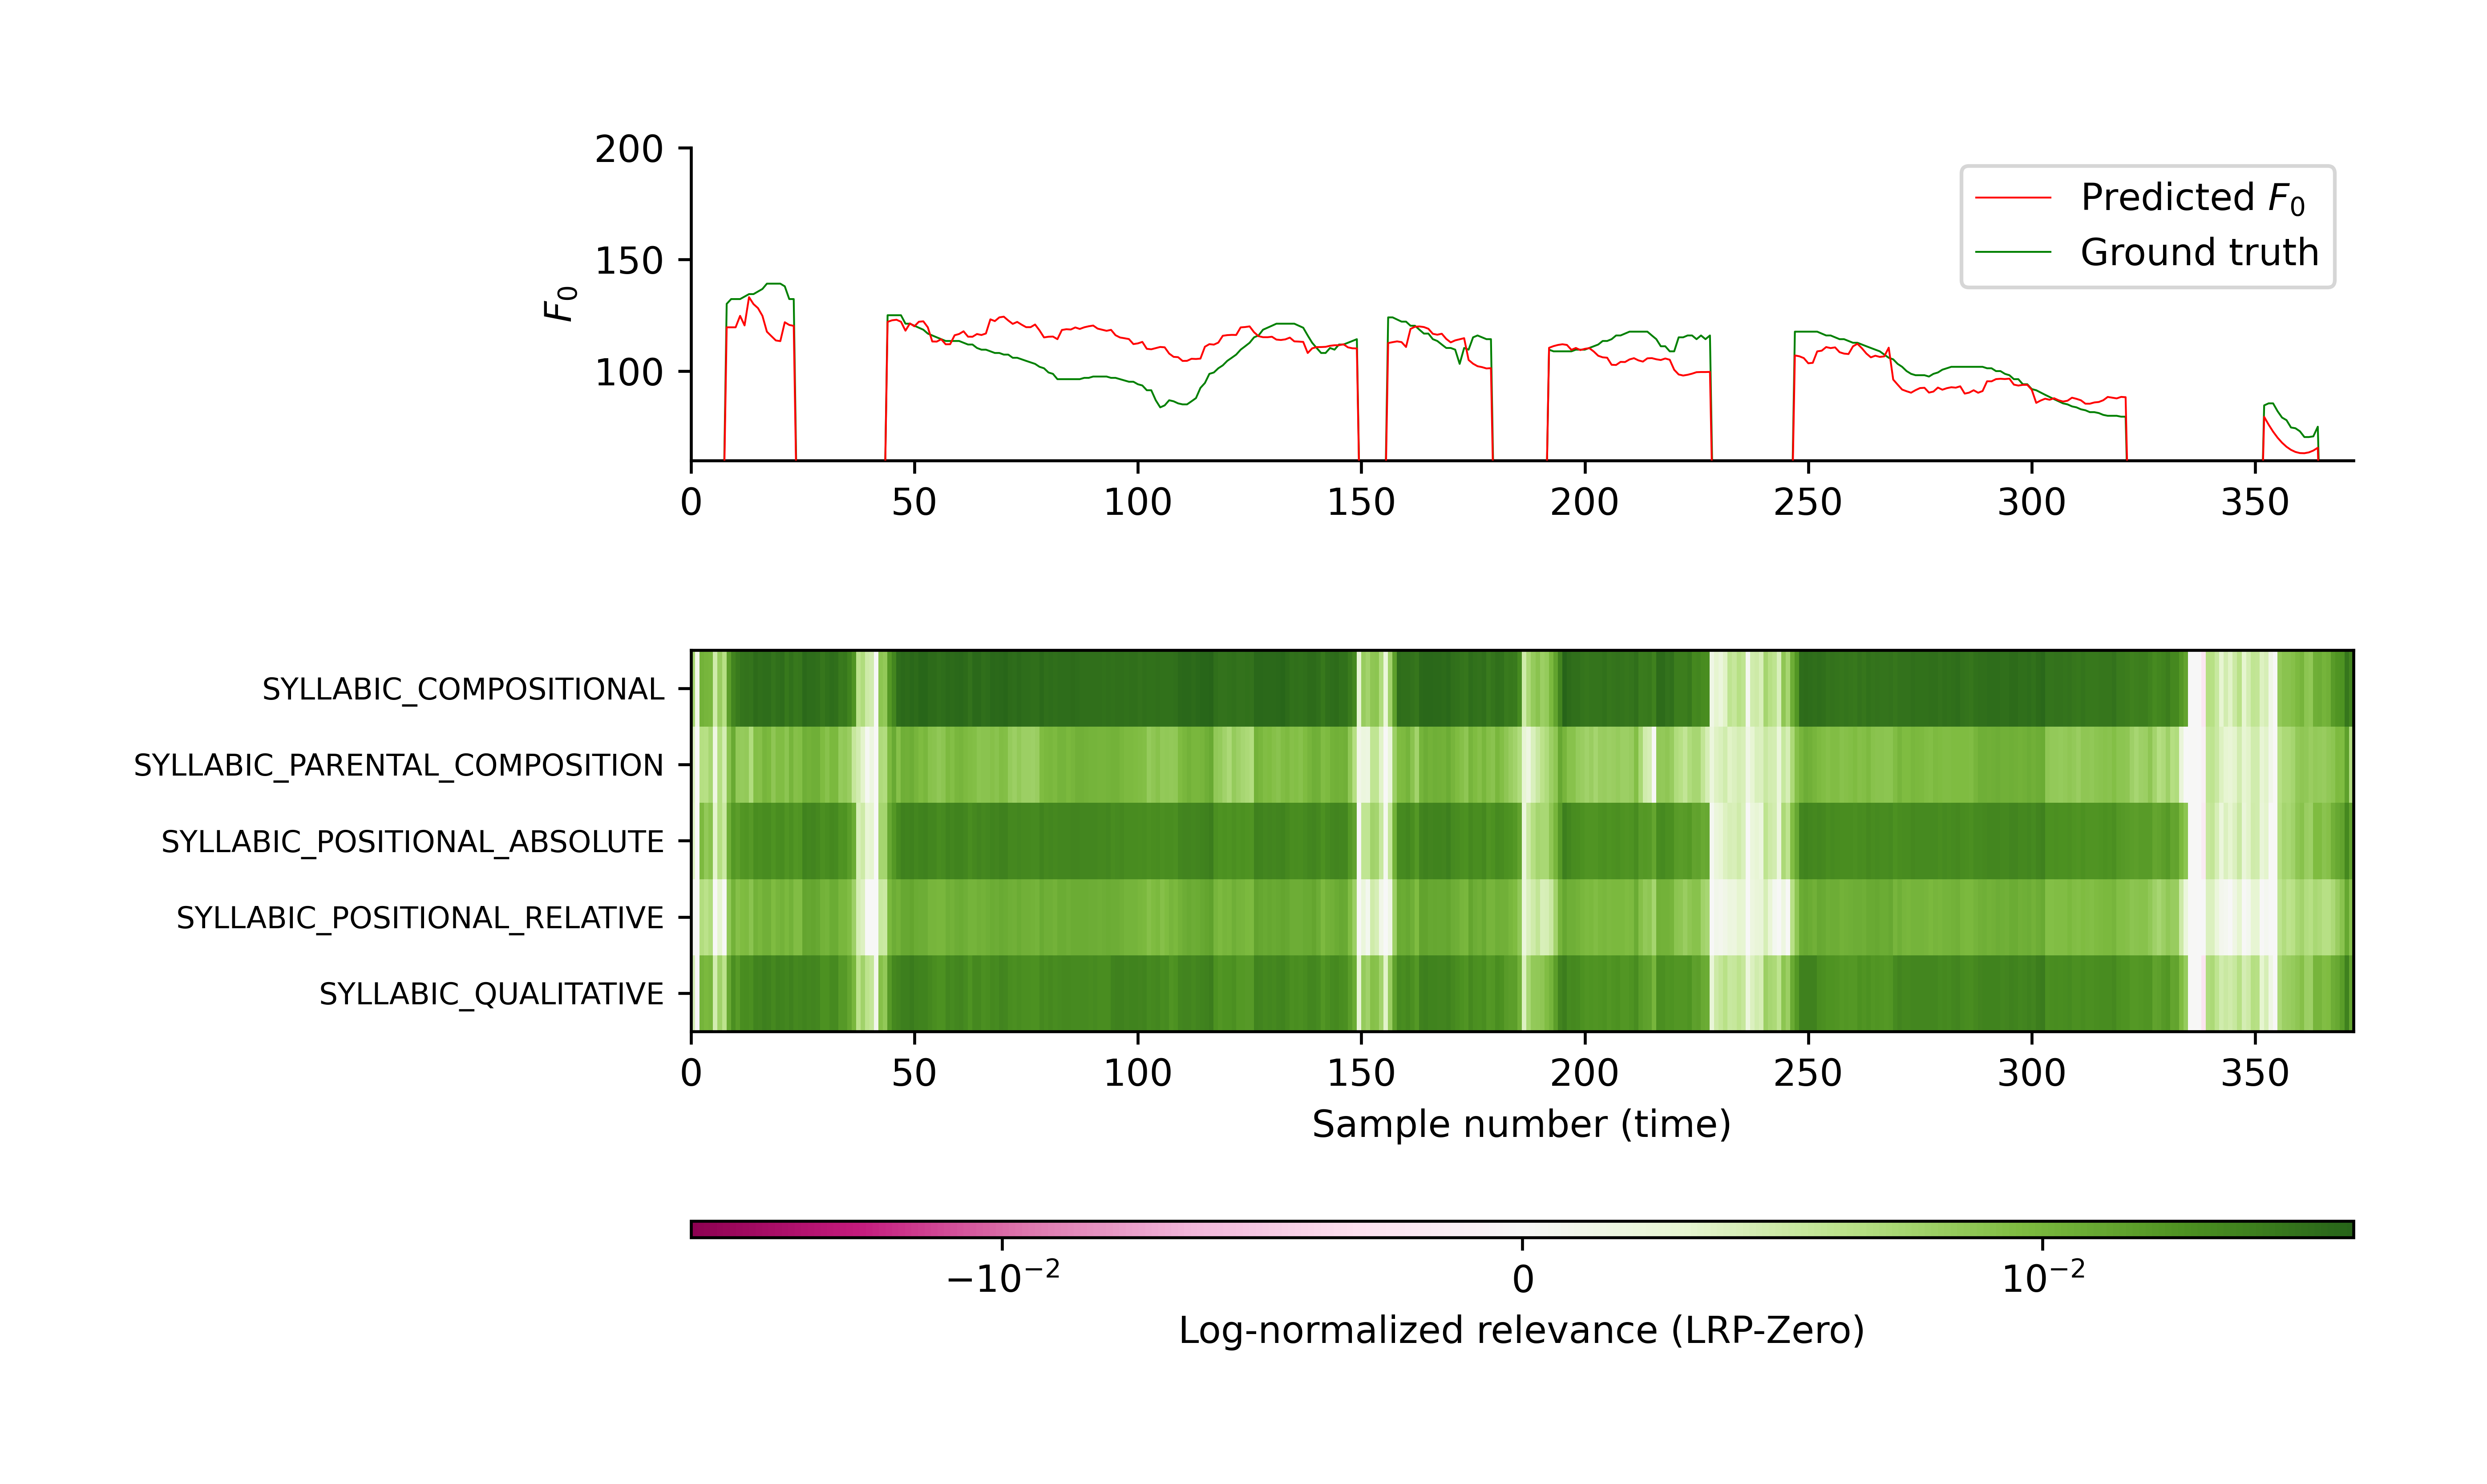 200
150
100
F0
Predicted F0
Ground truth
0 50 100 150 200 250 300 350
SYLLABIC_COMPOSITIONAL
SYLLABIC_PARENTAL_COMPOSITION
SYLLABIC_POSITIONAL_ABSOLUTE
SYLLABIC_POSITIONAL_RELATIVE
SYLLABIC_QUALITATIVE
0 50 100 150 200 250 300 350
Sample number (time)
−10⁻² 0 10⁻²
Log-normalized relevance (LRP-Zero)